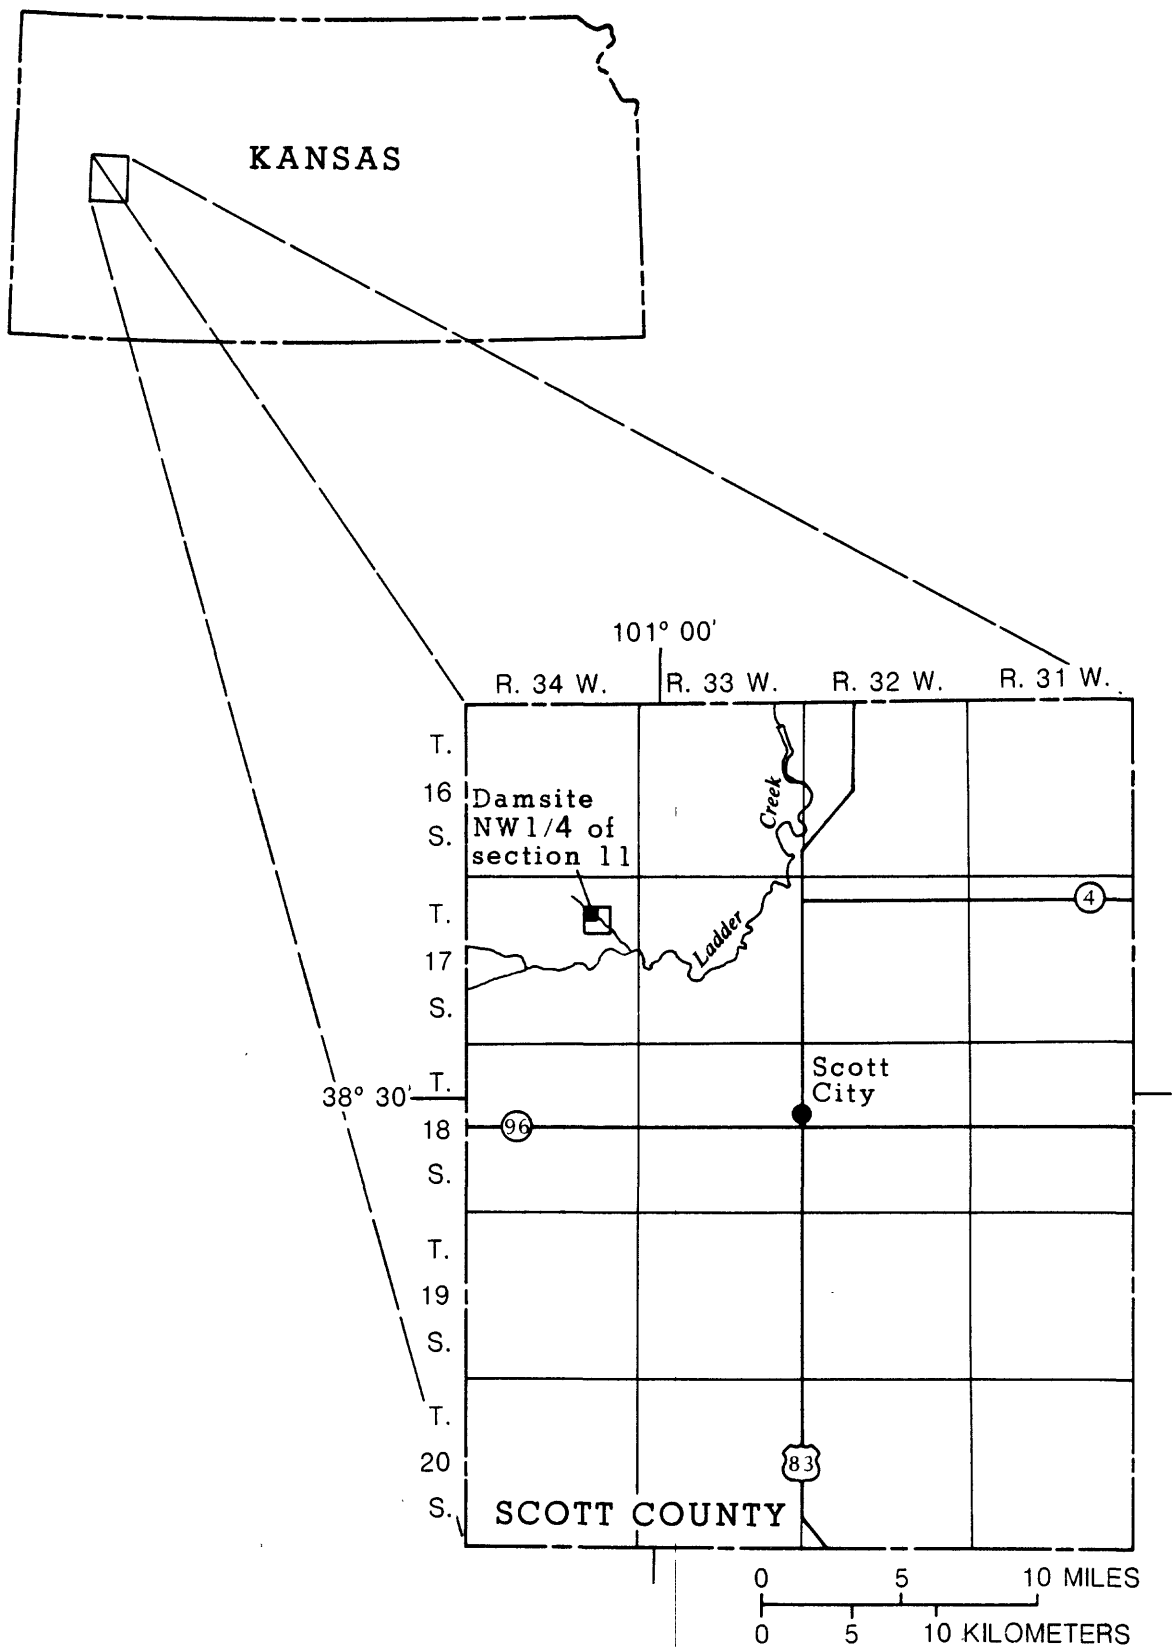 KANSAS
101° 00'
R. 34 W.
R. 33 W.
R. 32 W.
R. 31 W.
T.
16
S.
Damsite
NW1/4 of
section 11
Creek
Ladder
4
T.
17
S.
38° 30'
T.
18
S.
96
Scott
City
T.
19
S.
T.
20
S.
83
SCOTT COUNTY
0 5 10 MILES
0 5 10 KILOMETERS